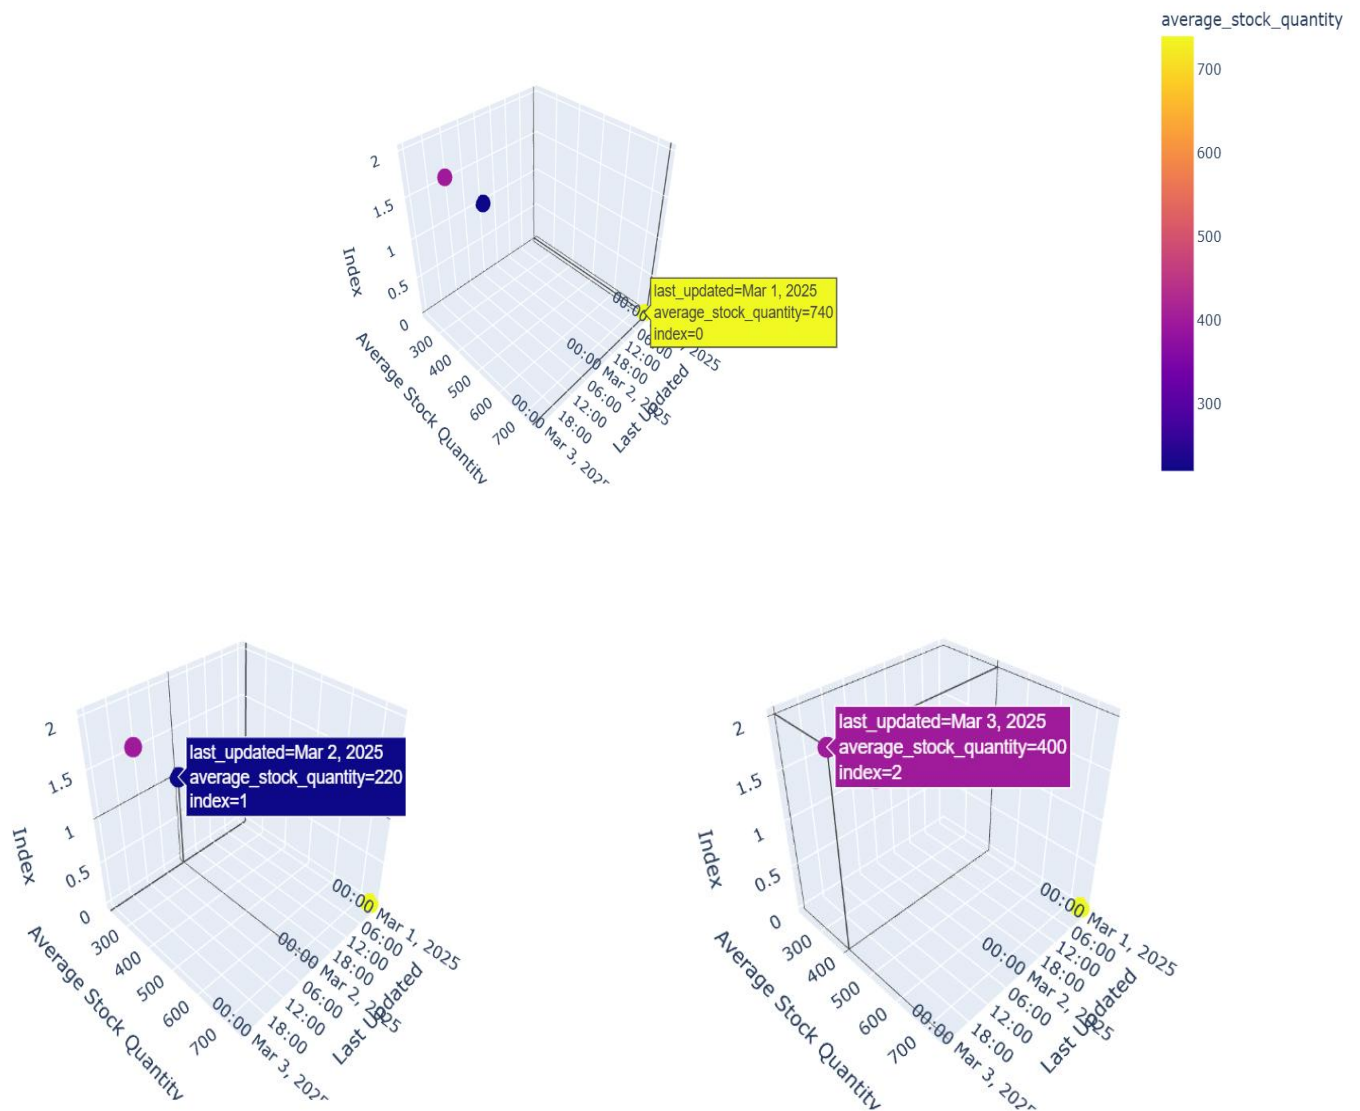 average_stock_quantity
700
600
500
400
300
2
1.5
1
0.5
0
Index
300
400
500
600
700
Average Stock Quantity
last_updated=Mar 1, 2025
average_stock_quantity=740
index=0
06:00
12:00
18:00
00:00 Mar 2, 2025
06:00
12:00
18:00
00:00 Mar 3, 2025
Last Updated
2
1.5
1
0.5
0
Index
300
400
500
600
700
Average Stock Quantity
last_updated=Mar 2, 2025
average_stock_quantity=220
index=1
00:00 Mar 1, 2025
06:00
12:00
18:00
00:00 Mar 2, 2025
06:00
12:00
18:00
00:00 Mar 3, 2025
Last Updated
2
1.5
1
0.5
0
Index
300
400
500
600
700
Average Stock Quantity
last_updated=Mar 3, 2025
average_stock_quantity=400
index=2
00:00 Mar 1, 2025
06:00
12:00
18:00
00:00 Mar 2, 2025
06:00
12:00
18:00
00:00 Mar 3, 2025
Last Updated